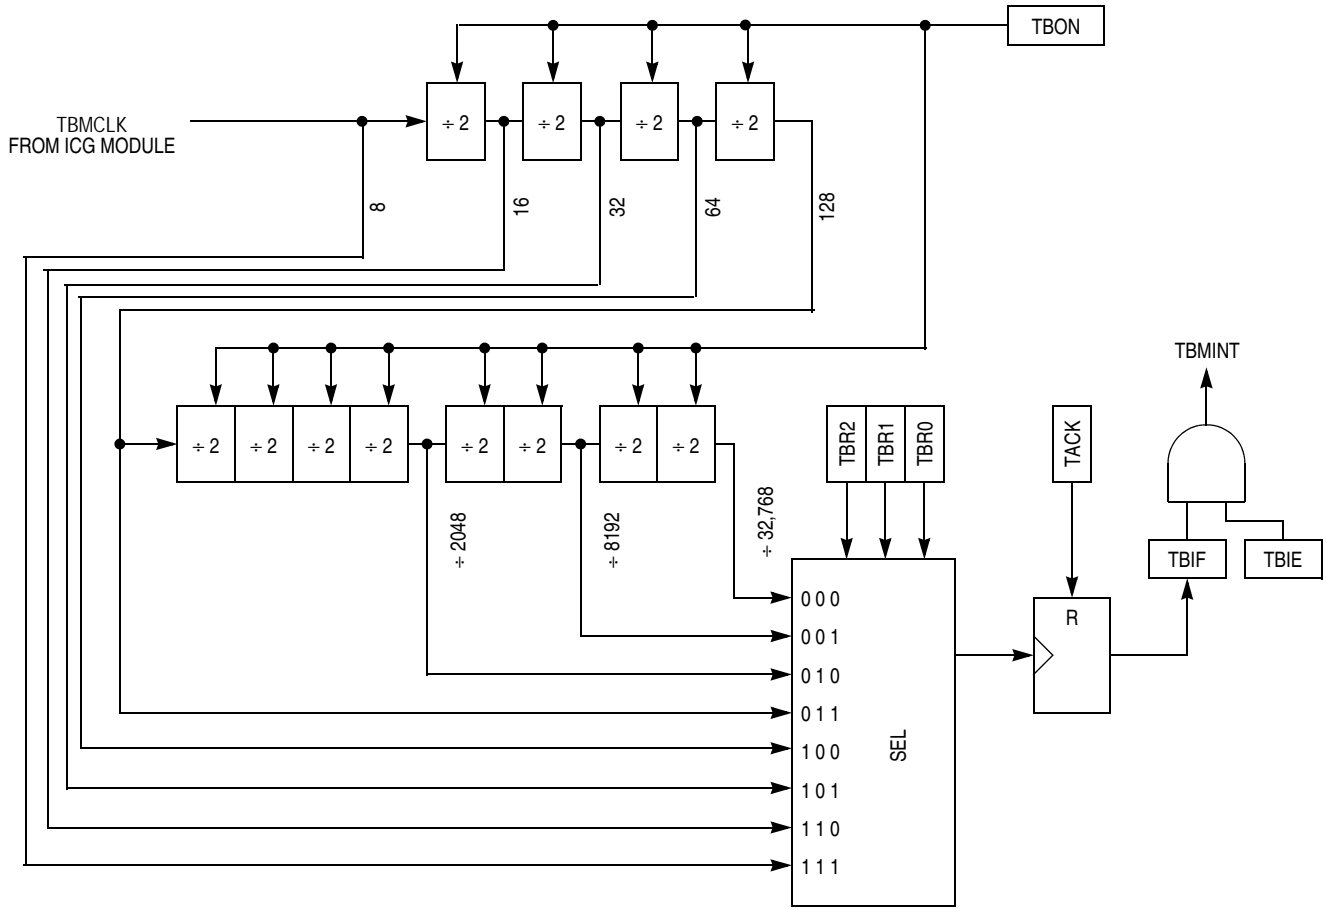 TBON
TBMCLK
FROM ICG MODULE
÷ 2
÷ 2
÷ 2
÷ 2
8
16
32
64
128
TBMINT
÷ 2
÷ 2
÷ 2
÷ 2
÷ 2
÷ 2
÷ 2
÷ 2
TBR2
TBR1
TBR0
TACK
÷ 2048
÷ 8192
÷ 32,768
TBIF
TBIE
0 0 0
0 0 1
0 1 0
0 1 1
1 0 0
1 0 1
1 1 0
1 1 1
SEL
R